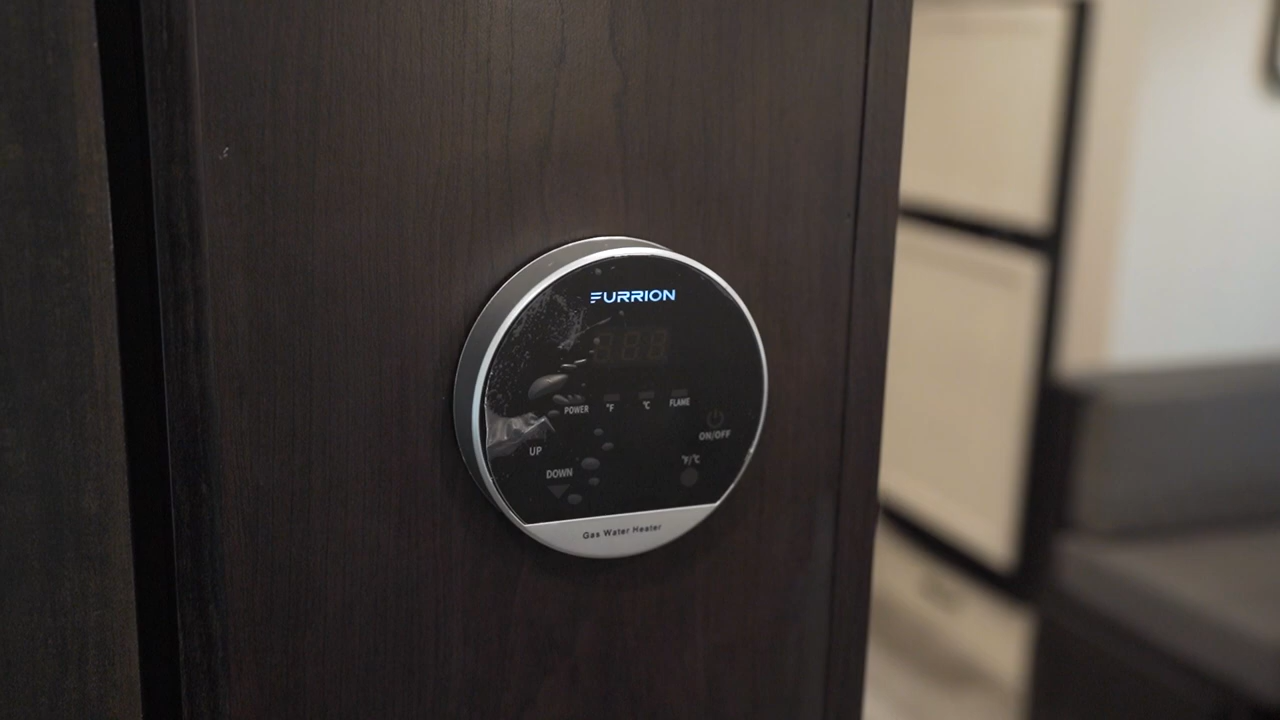 FURRION
888
POWER °F °C FLAME
ON/OFF
UP
°F/°C
DOWN
Gas Water Heater